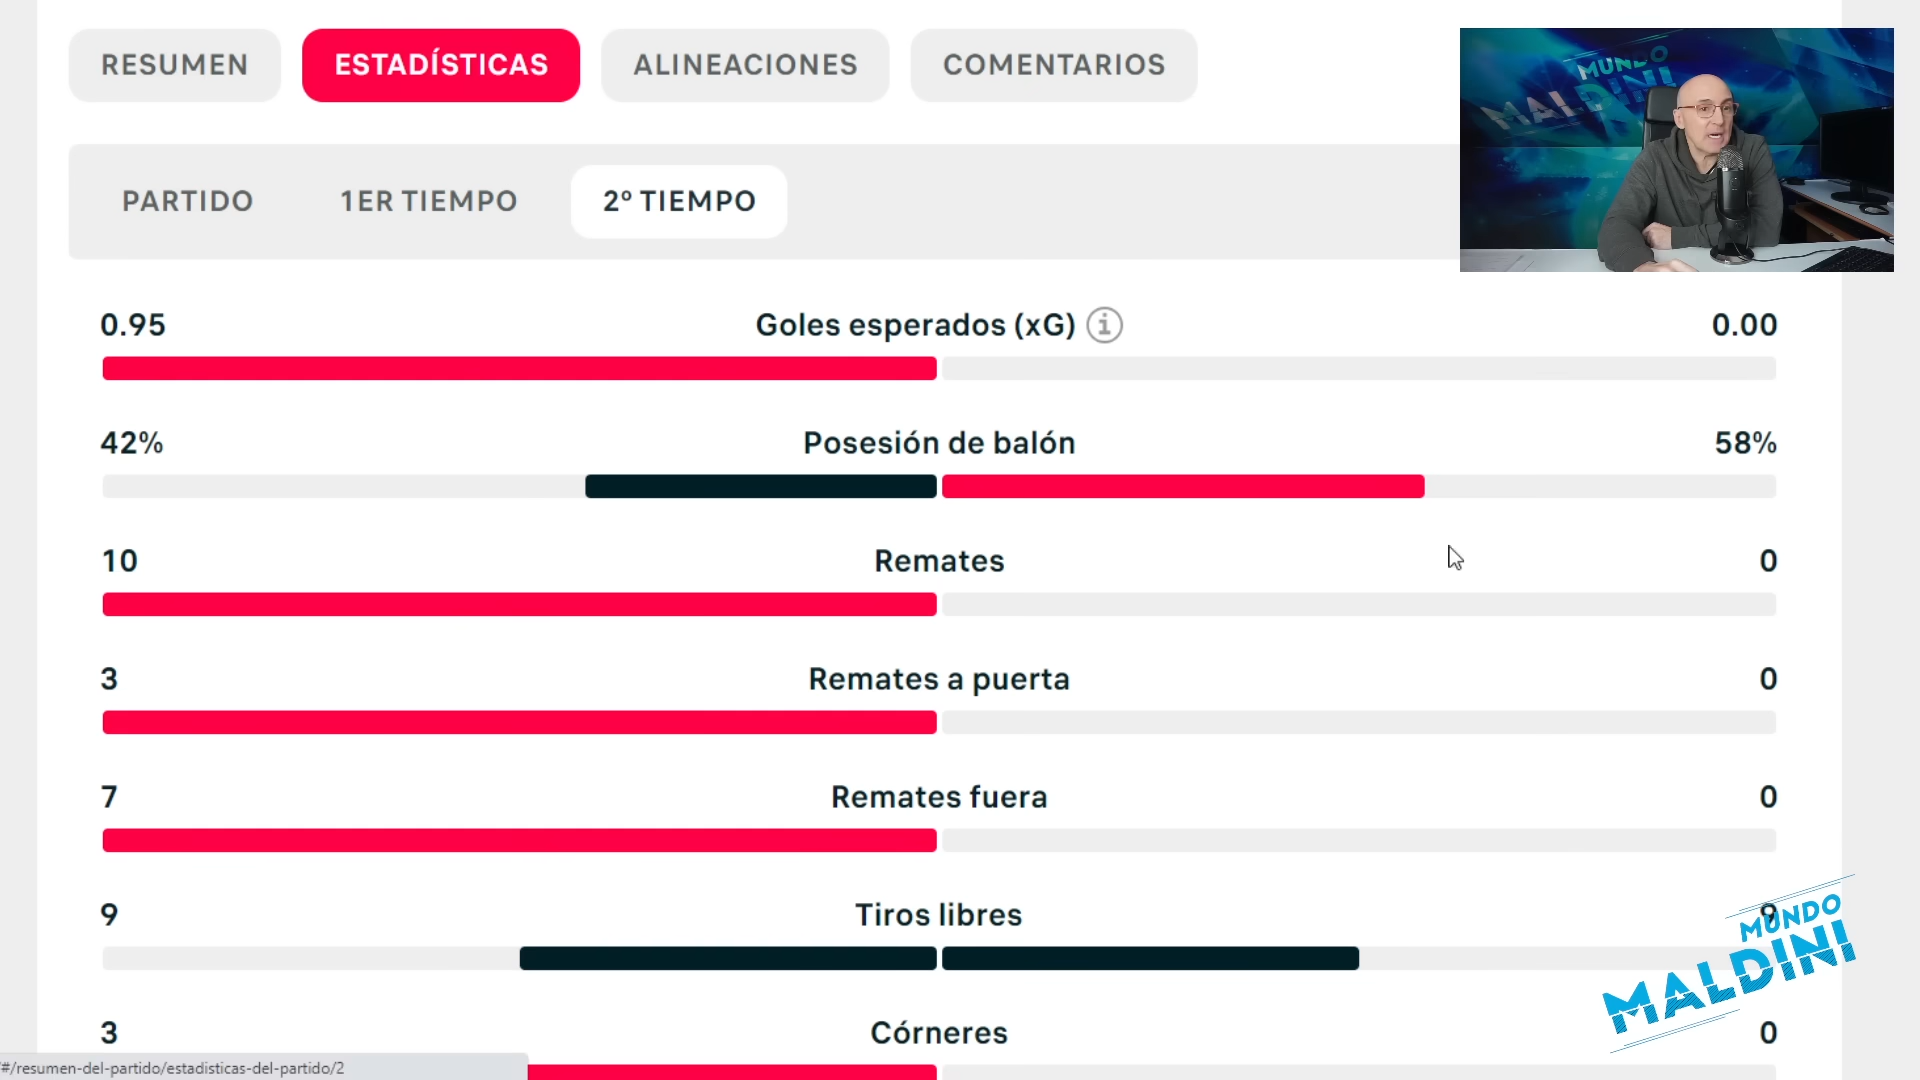 RESUMEN ESTADÍSTICAS ALINEACIONES COMENTARIOS
MUNDO
MALDINI
PARTIDO 1ER TIEMPO 2º TIEMPO
0.95 Goles esperados (xG) i 0.00
42% Posesión de balón 58%
10 Remates 0
3 Remates a puerta 0
7 Remates fuera 0
9 Tiros libres 9
MUNDO
MALDINI
3 Córneres 0
#/resumen-del-partido/estadisticas-del-partido/2